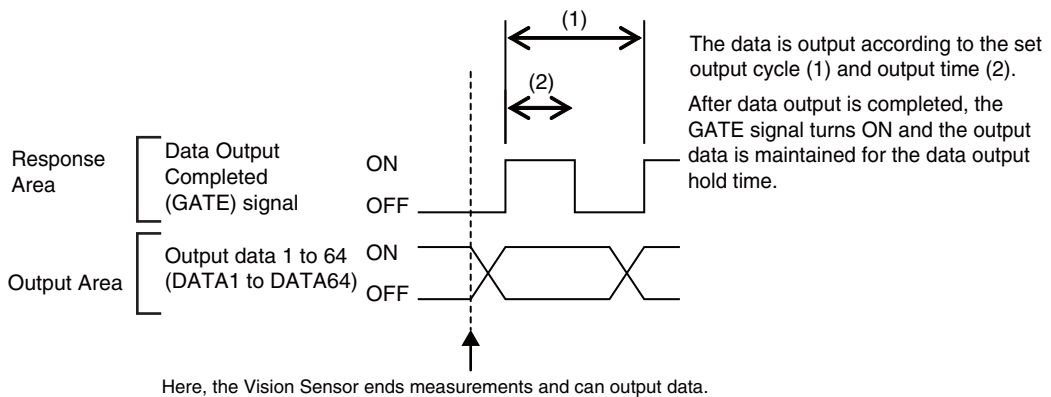 (1)
The data is output according to the set
output cycle (1) and output time (2).
(2)
After data output is completed, the
GATE signal turns ON and the output
data is maintained for the data output
hold time.
Response
Area
Data Output
Completed
(GATE) signal
ON
OFF
Output Area
Output data 1 to 64
(DATA1 to DATA64)
ON
OFF
Here, the Vision Sensor ends measurements and can output data.